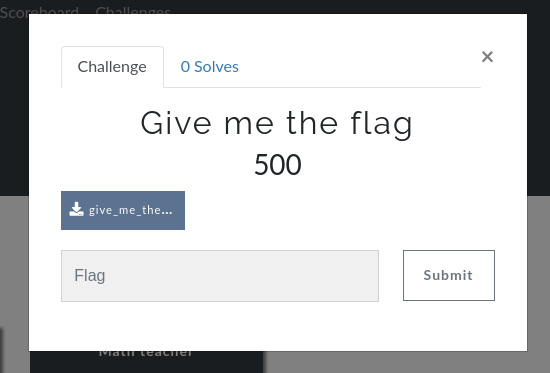 Scoreboard Challenges
Challenge
0 Solves
×
Give me the flag
500
give_me_the...
Flag
Submit
Math teacher